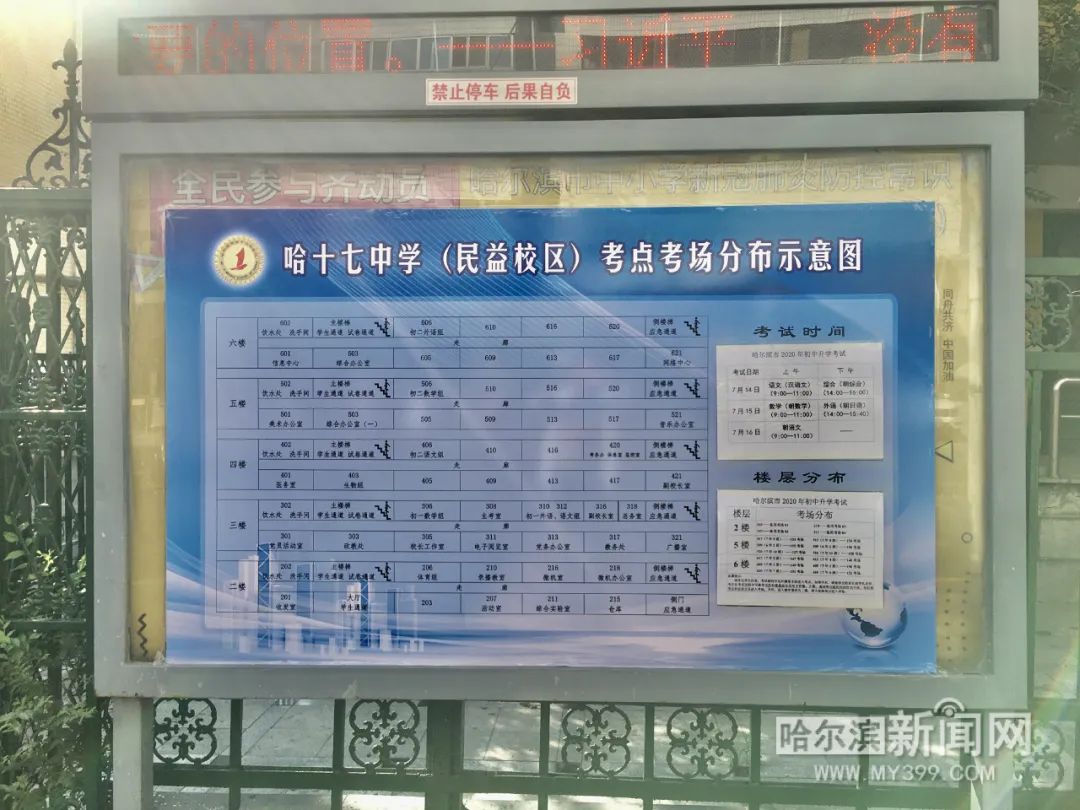 要的位置。——习近平 没有
禁止停车 后果自负
全民参与齐动员 哈尔滨市中小学新冠肺炎防控常识
同舟共济 中国加油
哈十七中学（民益校区）考点考场分布示意图
六楼
饮水处 洗手间 主楼梯 学生通道 试卷通道 606 初二外语组 610 616 620 侧楼梯 应急通道
走 廊
601 信息中心 603 综合办公室 605 609 613 617 621 网络中心
五楼
502 饮水处 洗手间 主楼梯 学生通道 试卷通道 506 初二数学组 510 516 520 侧楼梯 应急通道
走 廊
501 美术办公室 503 综合办公室（一） 505 509 513 517 521 音乐办公室
四楼
402 饮水处 洗手间 主楼梯 学生通道 试卷通道 406 初二语文组 410 416 420 侧楼梯 应急通道
走 廊
401 医务室 403 生物组 405 409 413 417 421 副校长室
三楼
302 饮水处 洗手间 主楼梯 学生通道 试卷通道 306 初一数学组 308 主考室 310 312 初一外语、语文组 316 318 副校长室 总务室 侧楼梯 应急通道
走 廊
301 党员活动室 303 政教处 305 校长工作室 311 电子阅览室 313 党务办公室 317 教务处 321 广播室
二楼
202 饮水处 洗手间 主楼梯 学生通道 试卷通道 206 体育组 210 录播教室 216 微机室 218 微机办公室 侧楼梯 应急通道
走 廊
201 收发室 大厅 学生通道 203 207 活动室 211 综合实验室 215 仓库 侧门 应急通道
考试时间
哈尔滨市2020年初中升学考试
考试日期 上午 下午
7月14日 语文（汉语文）（9:00—11:00） 综合（朝综合）（14:00—16:00）
7月15日 数学（朝数学）（9:00—11:00） 外语（朝外语）（14:00—15:40）
7月16日 朝语文（9:00—11:00） ——
楼层分布
哈尔滨市2020年初中升学考试
楼层 考场分布
2楼
5楼
6楼
哈尔滨新闻网
WWW.MY399.COM